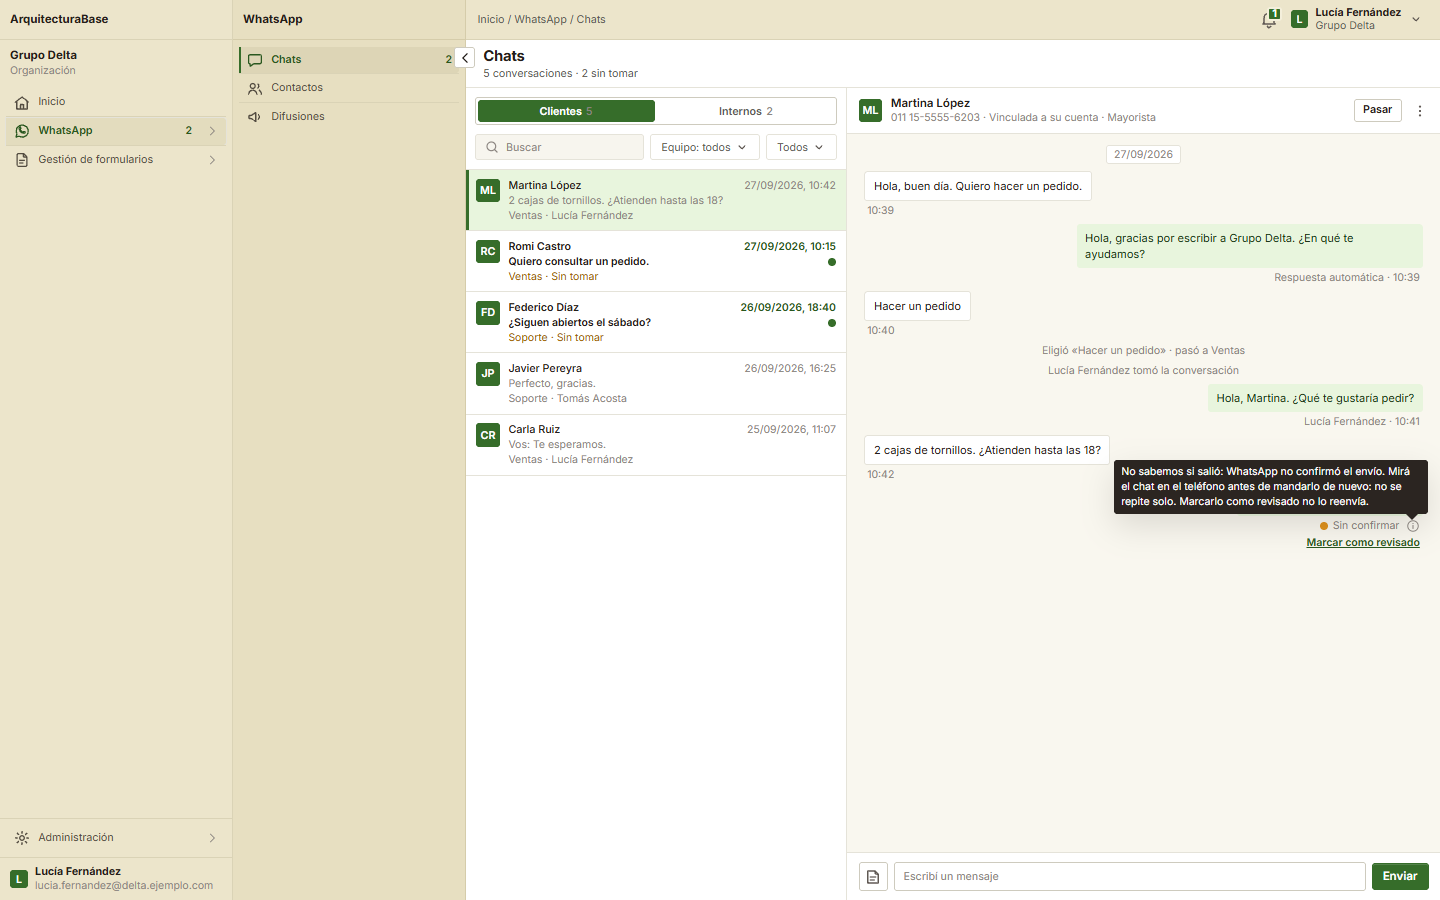 ArquitecturaBase
Grupo Delta
Organización
Inicio
WhatsApp 2
Gestión de formularios
Administración
L
Lucía Fernández
lucia.fernandez@delta.ejemplo.com
WhatsApp
Chats 2
Contactos
Difusiones
Inicio / WhatsApp / Chats
1
L
Lucía Fernández
Grupo Delta
Chats
5 conversaciones · 2 sin tomar
Clientes 5
Internos 2
Buscar
Equipo: todos
Todos
ML
Martina López 27/09/2026, 10:42
2 cajas de tornillos. ¿Atienden hasta las 18?
Ventas · Lucía Fernández
RC
Romi Castro 27/09/2026, 10:15
Quiero consultar un pedido.
Ventas · Sin tomar
FD
Federico Díaz 26/09/2026, 18:40
¿Siguen abiertos el sábado?
Soporte · Sin tomar
JP
Javier Pereyra 26/09/2026, 16:25
Perfecto, gracias.
Soporte · Tomás Acosta
CR
Carla Ruiz 25/09/2026, 11:07
Vos: Te esperamos.
Ventas · Lucía Fernández
ML
Martina López
011 15-5555-6203 · Vinculada a su cuenta · Mayorista
Pasar
27/09/2026
Hola, buen día. Quiero hacer un pedido.
10:39
Hola, gracias por escribir a Grupo Delta. ¿En qué te
ayudamos?
Respuesta automática · 10:39
Hacer un pedido
10:40
Eligió «Hacer un pedido» · pasó a Ventas
Lucía Fernández tomó la conversación
Hola, Martina. ¿Qué te gustaría pedir?
Lucía Fernández · 10:41
2 cajas de tornillos. ¿Atienden hasta las 18?
10:42
No sabemos si salió: WhatsApp no confirmó el envío. Mirá
el chat en el teléfono antes de mandarlo de nuevo: no se
repite solo. Marcarlo como revisado no lo reenvía.
Sin confirmar
Marcar como revisado
Escribí un mensaje
Enviar